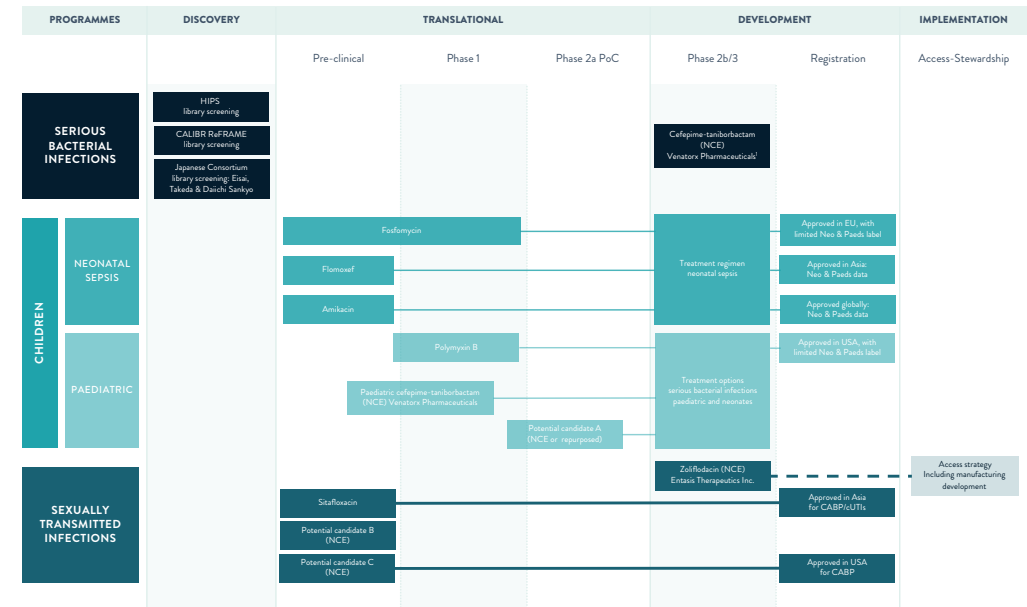 PROGRAMMES
DISCOVERY
TRANSLATIONAL
DEVELOPMENT
IMPLEMENTATION
Pre-clinical
Phase 1
Phase 2a PoC
Phase 2b/3
Registration
Access-Stewardship
SERIOUS
BACTERIAL
INFECTIONS
HIPS
library screening
CALIBR ReFRAME
library screening
Japanese Consortium
library screening: Eisai,
Takeda & Daiichi Sankyo
Cefepime-taniborbactam
(NCE)
Venatorx Pharmaceuticals¹
CHILDREN
NEONATAL
SEPSIS
Fosfomycin
Flomoxef
Amikacin
Treatment regimen
neonatal sepsis
Approved in EU, with
limited Neo & Paeds label
Approved in Asia:
Neo & Paeds data
Approved globally:
Neo & Paeds data
PAEDIATRIC
Polymyxin B
Paediatric cefepime-taniborbactam
(NCE) Venatorx Pharmaceuticals
Potential candidate A
(NCE or repurposed)
Treatment options
serious bacterial infections
paediatric and neonates
Approved in USA, with
limited Neo & Paeds label
SEXUALLY
TRANSMITTED
INFECTIONS
Zoliflodacin (NCE)
Entasis Therapeutics Inc.
Access strategy
Including manufacturing
development
Sitafloxacin
Approved in Asia
for CABP/cUTIs
Potential candidate B
(NCE)
Potential candidate C
(NCE)
Approved in USA
for CABP